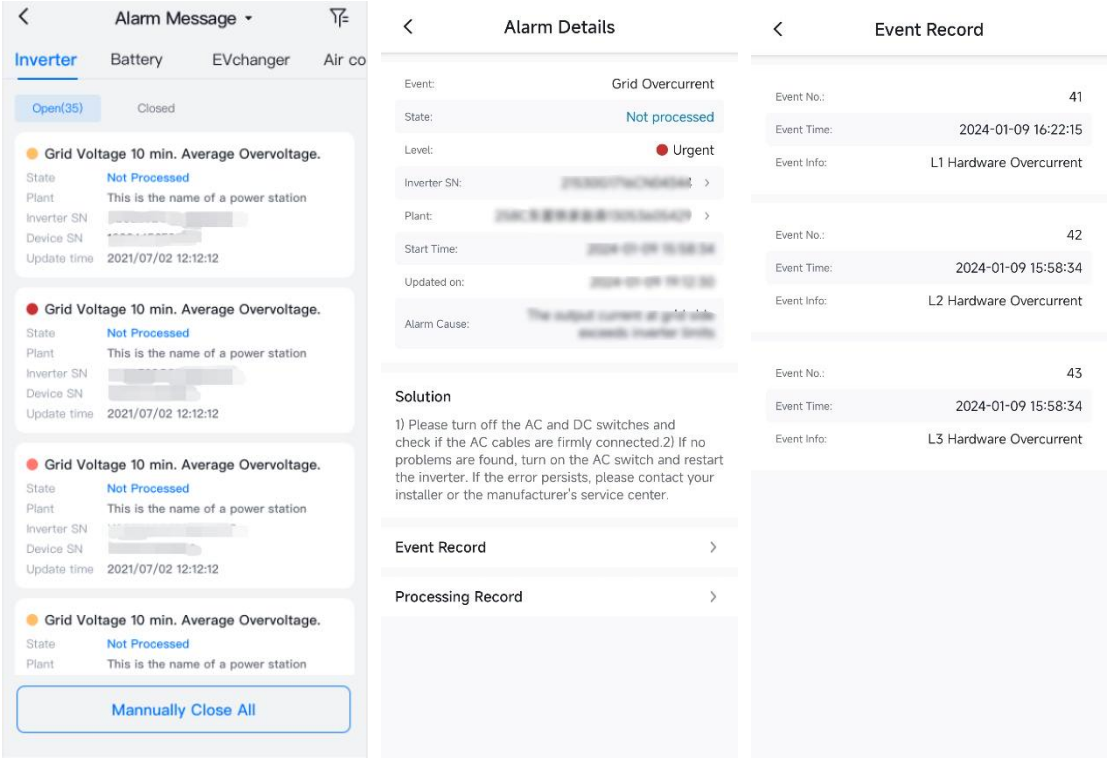 Alarm Message
Inverter Battery EVchanger Air co
Open(35) Closed
Grid Voltage 10 min. Average Overvoltage.
State Not Processed
Plant This is the name of a power station
Inverter SN
Device SN
Update time 2021/07/02 12:12:12
Grid Voltage 10 min. Average Overvoltage.
State Not Processed
Plant This is the name of a power station
Inverter SN
Device SN
Update time 2021/07/02 12:12:12
Grid Voltage 10 min. Average Overvoltage.
State Not Processed
Plant This is the name of a power station
Inverter SN
Device SN
Update time 2021/07/02 12:12:12
Grid Voltage 10 min. Average Overvoltage.
State Not Processed
Plant This is the name of a power station
Mannually Close All
Alarm Details
Event: Grid Overcurrent
State: Not processed
Level: Urgent
Inverter SN:
Plant:
Start Time:
Updated on:
Alarm Cause:
Solution
1) Please turn off the AC and DC switches and
check if the AC cables are firmly connected.2) If no
problems are found, turn on the AC switch and restart
the inverter. If the error persists, please contact your
installer or the manufacturer's service center.
Event Record
Processing Record
Event Record
Event No.: 41
Event Time: 2024-01-09 16:22:15
Event Info: L1 Hardware Overcurrent
Event No.: 42
Event Time: 2024-01-09 15:58:34
Event Info: L2 Hardware Overcurrent
Event No.: 43
Event Time: 2024-01-09 15:58:34
Event Info: L3 Hardware Overcurrent